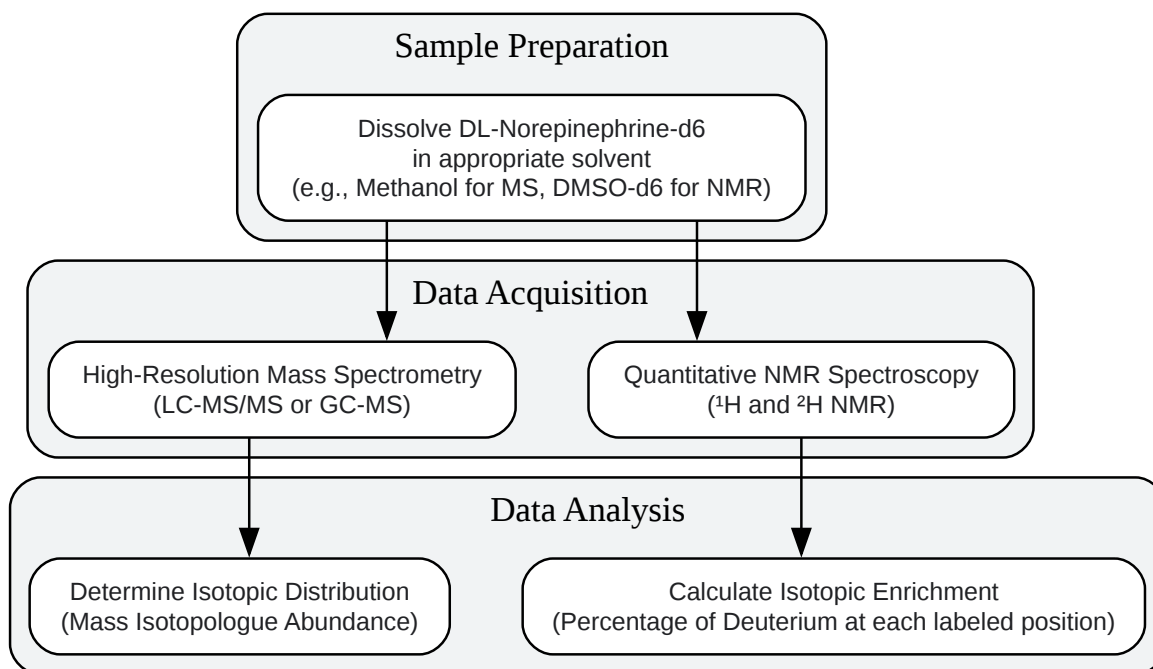 Sample Preparation
Dissolve DL-Norepinephrine-d6
in appropriate solvent
(e.g., Methanol for MS, DMSO-d6 for NMR)
Data Acquisition
High-Resolution Mass Spectrometry
(LC-MS/MS or GC-MS)
Quantitative NMR Spectroscopy
(¹H and ²H NMR)
Data Analysis
Determine Isotopic Distribution
(Mass Isotopologue Abundance)
Calculate Isotopic Enrichment
(Percentage of Deuterium at each labeled position)